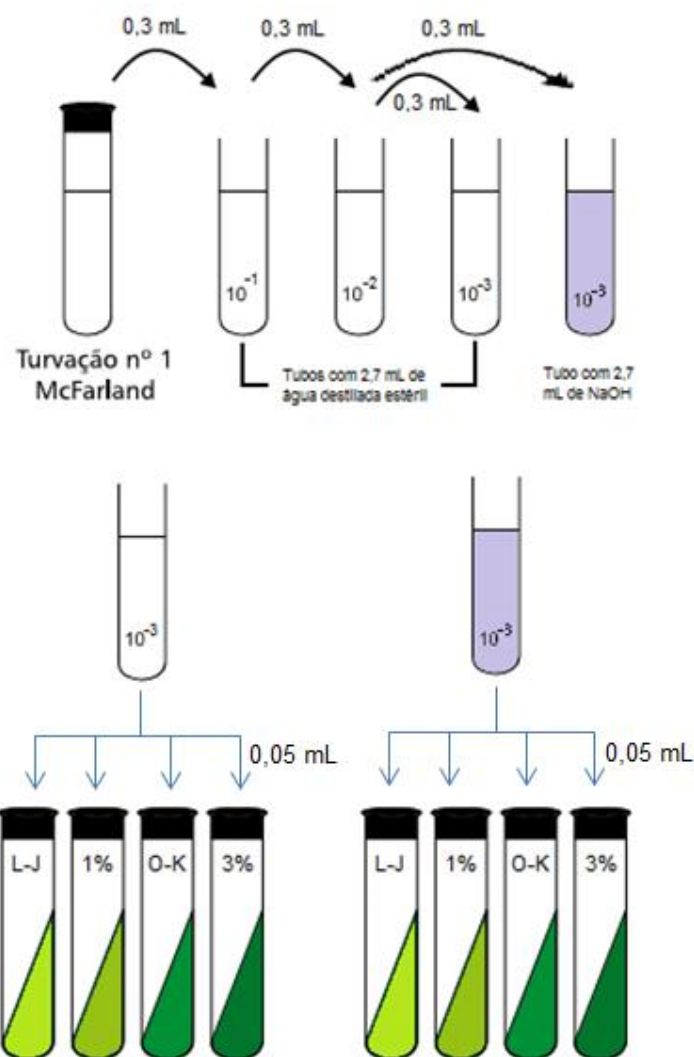 0,3 mL
0,3 mL
0,3 mL
0,3 mL
10⁻¹
10⁻²
10⁻³
10⁻³
Turvação nº 1
McFarland
Tubos com 2,7 mL de
água destilada estéril
Tubo com 2,7
mL de NaOH
10⁻³
10⁻³
0,05 mL
0,05 mL
L-J
1%
O-K
3%
L-J
1%
O-K
3%